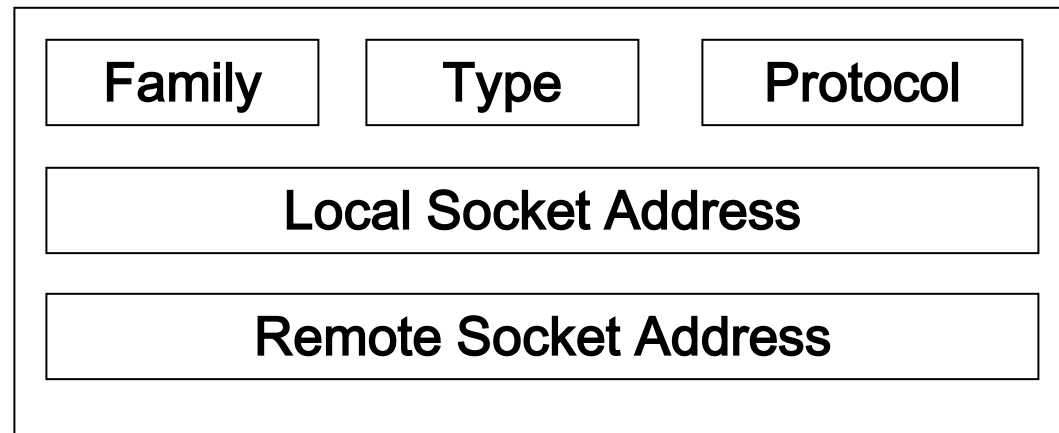 Family Type Protocol
Local Socket Address
Remote Socket Address